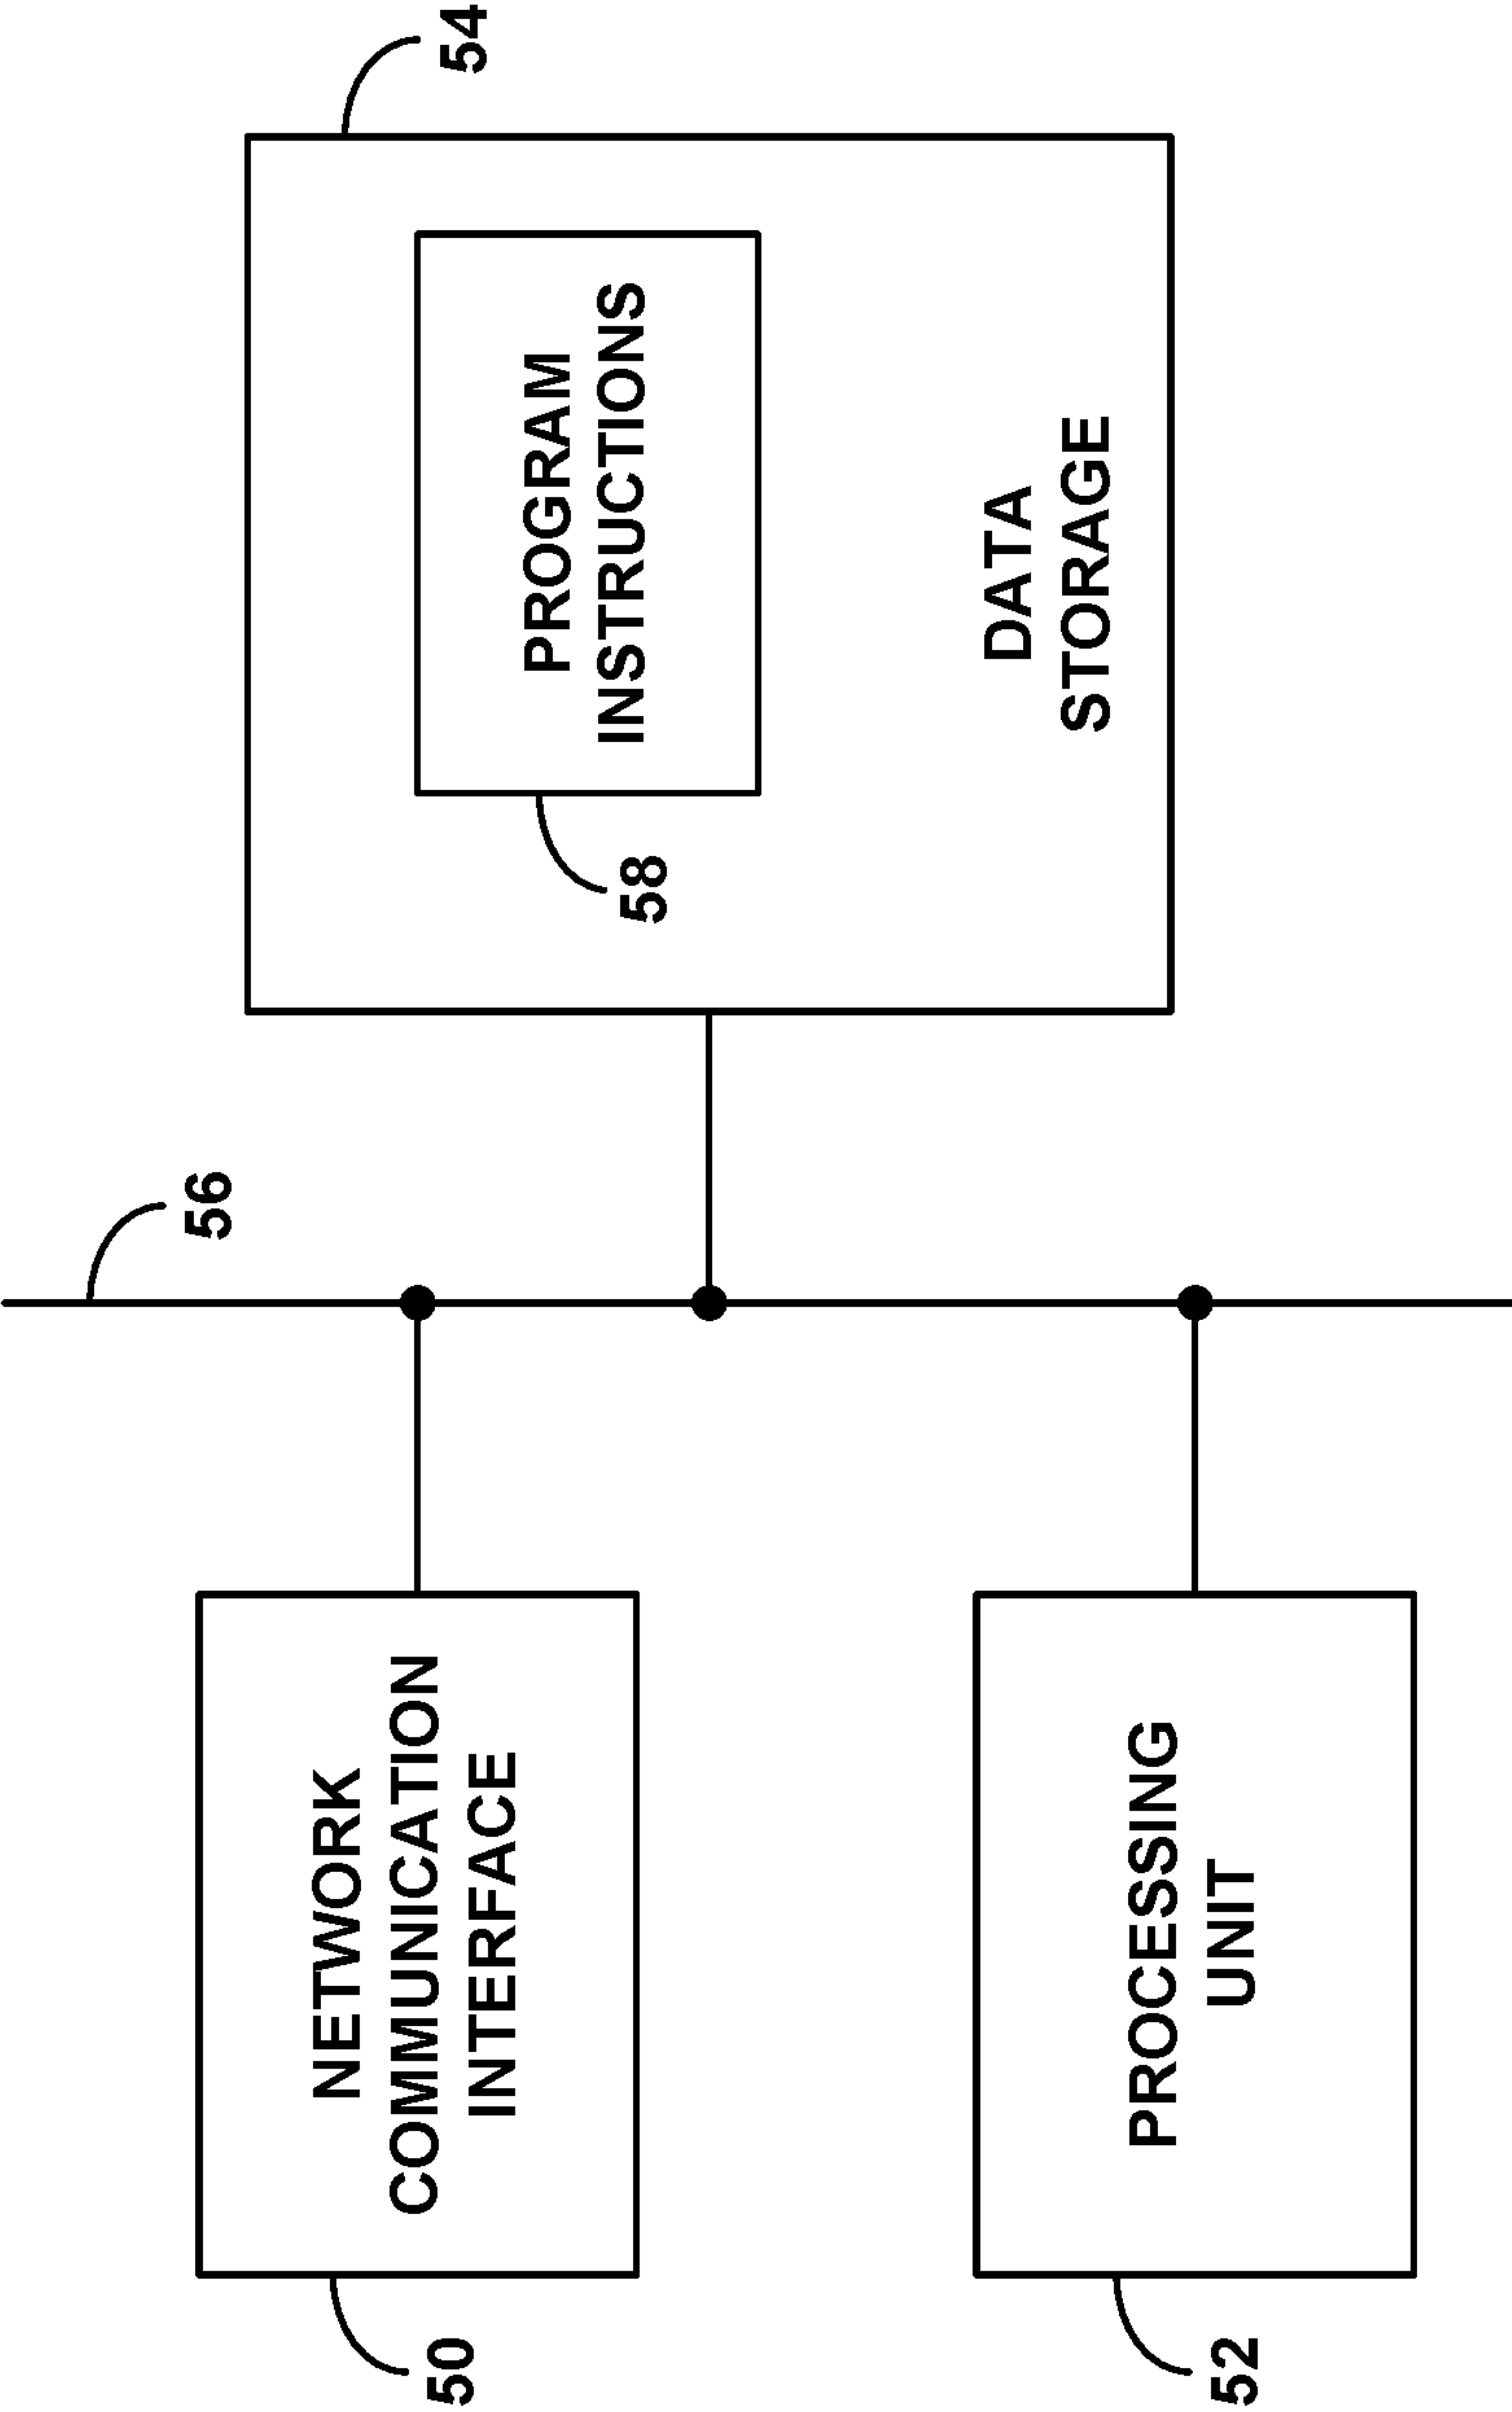 56
50
NETWORK
COMMUNICATION
INTERFACE
52
PROCESSING
UNIT
54
58
PROGRAM
INSTRUCTIONS
DATA
STORAGE